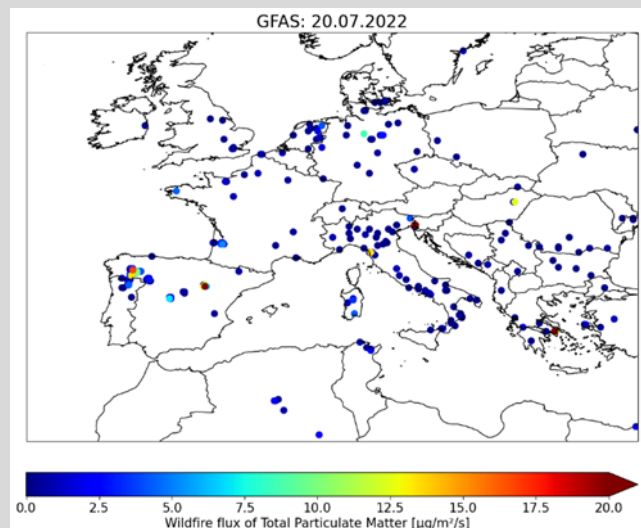 GFAS: 20.07.2022
0.0 2.5 5.0 7.5 10.0 12.5 15.0 17.5 20.0
Wildfire flux of Total Particulate Matter [µg/m²/s]